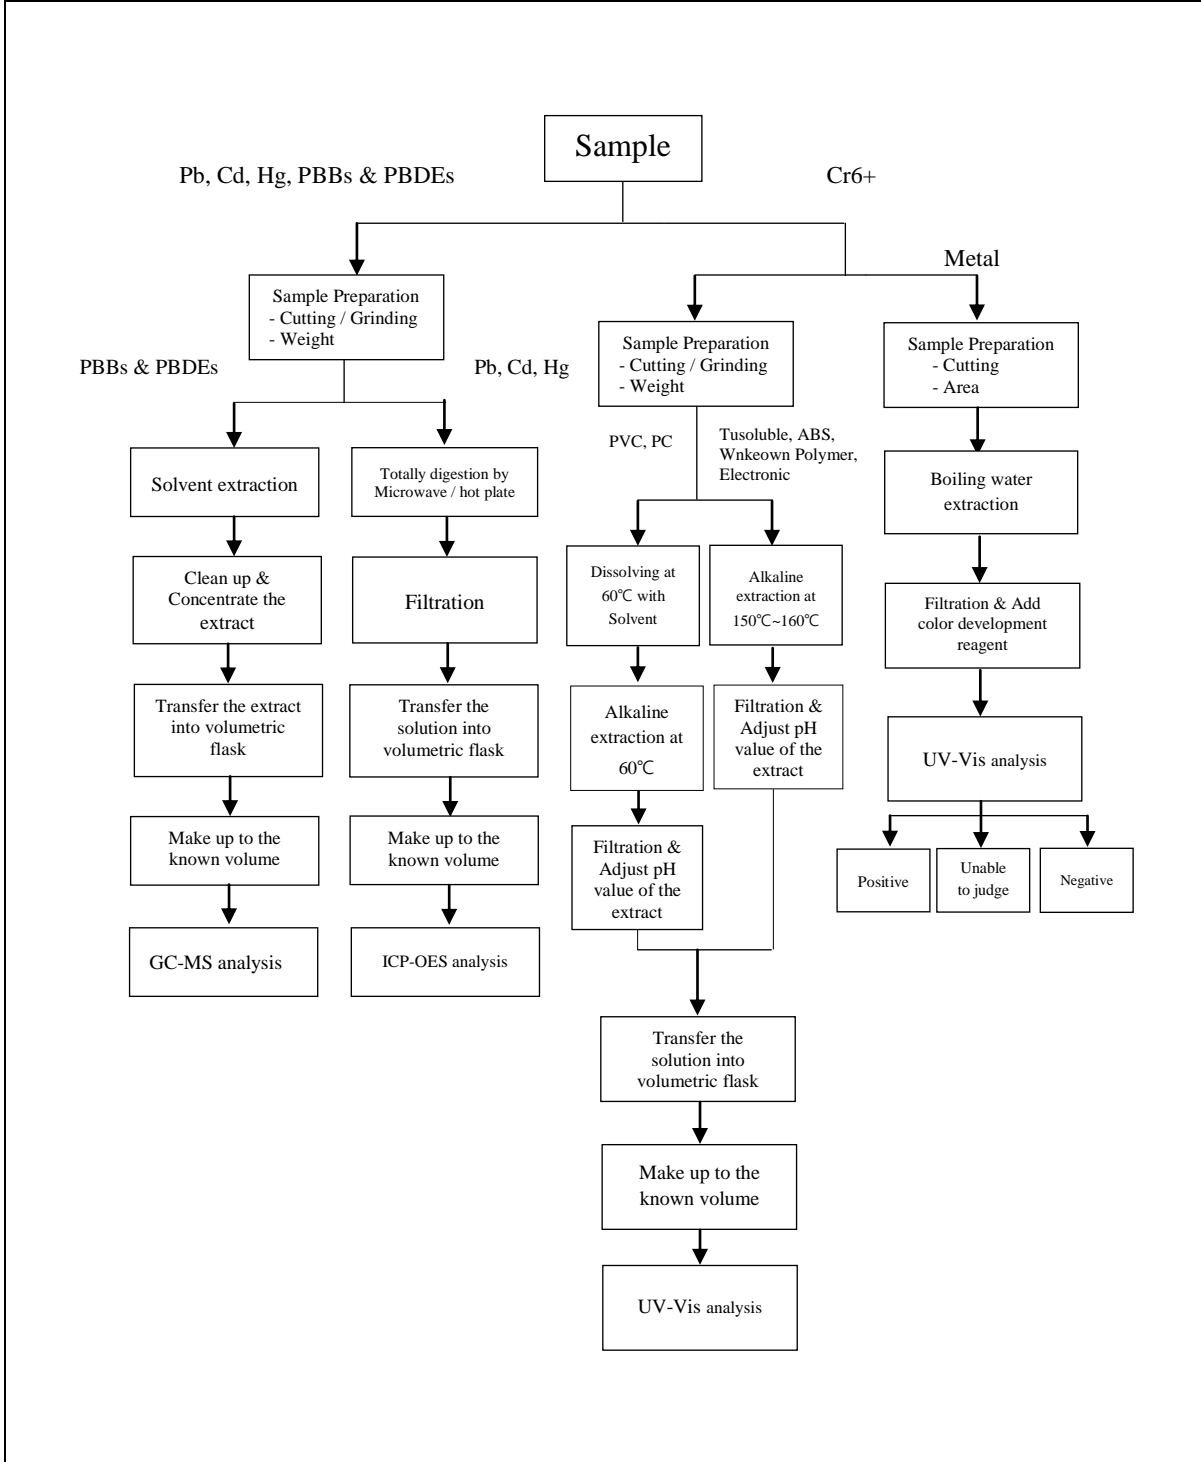 Sample
Pb, Cd, Hg, PBBs & PBDEs
Cr6+
Metal
Sample Preparation
- Cutting / Grinding
- Weight
Sample Preparation
- Cutting / Grinding
- Weight
Sample Preparation
- Cutting
- Area
PBBs & PBDEs
Pb, Cd, Hg
PVC, PC
Tusoluble, ABS,
Wnkeown Polymer,
Electronic
Solvent extraction
Totally digestion by
Microwave / hot plate
Boiling water
extraction
Clean up &
Concentrate the
extract
Filtration
Dissolving at
60℃ with
Solvent
Alkaline
extraction at
150℃~160℃
Filtration & Add
color development
reagent
Transfer the extract
into volumetric
flask
Transfer the
solution into
volumetric flask
Alkaline
extraction at
60℃
Filtration &
Adjust pH
value of the
extract
UV-Vis analysis
Make up to the
known volume
Make up to the
known volume
Filtration &
Adjust pH
value of the
extract
Positive
Unable
to judge
Negative
GC-MS analysis
ICP-OES analysis
Transfer the
solution into
volumetric flask
Make up to the
known volume
UV-Vis analysis